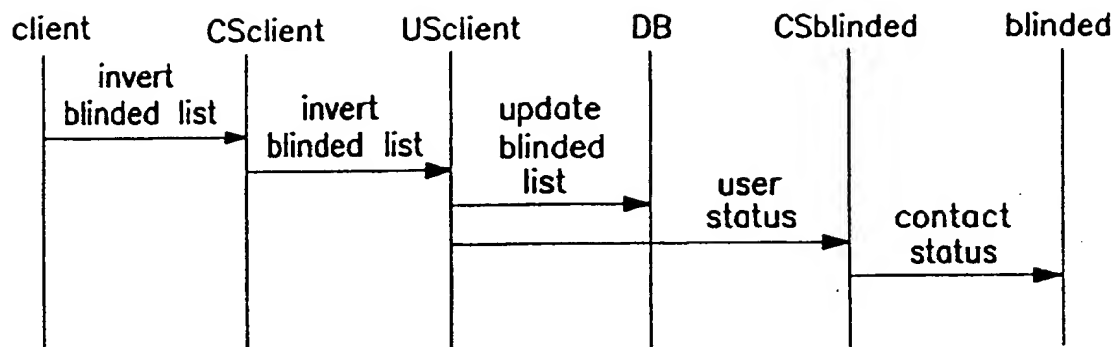 client CSclient USclient DB CSblinded blinded
invert
blinded list
invert
blinded list
update
blinded
list
user
status
contact
status